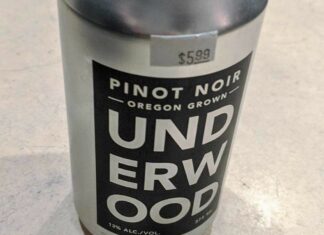 $5.99
PINOT NOIR
OREGON GROWN
UND
ERW
OOD
13% ALC./VOL.